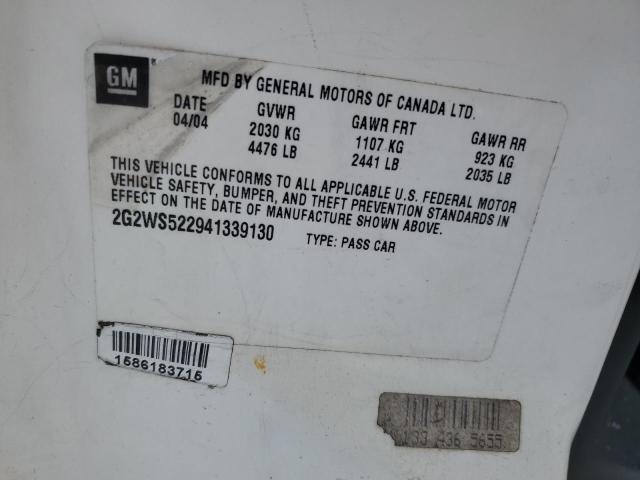 GM
MFD BY GENERAL MOTORS OF CANADA LTD.
DATE GVWR GAWR FRT GAWR RR
04/04 2030 KG 1107 KG 923 KG
4476 LB 2441 LB 2035 LB
THIS VEHICLE CONFORMS TO ALL APPLICABLE U.S. FEDERAL MOTOR
VEHICLE SAFETY, BUMPER, AND THEFT PREVENTION STANDARDS IN
EFFECT ON THE DATE OF MANUFACTURE SHOWN ABOVE.
2G2WS522941339130 TYPE: PASS CAR
1586183715
436 5655